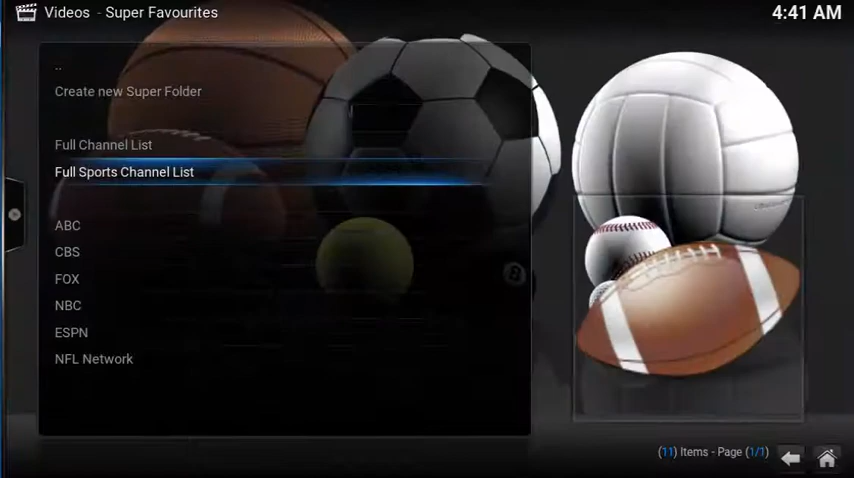 Videos - Super Favourites
4:41 AM
..
Create new Super Folder
Full Channel List
Full Sports Channel List
ABC
CBS
FOX
NBC
ESPN
NFL Network
(11) Items - Page (1/1)